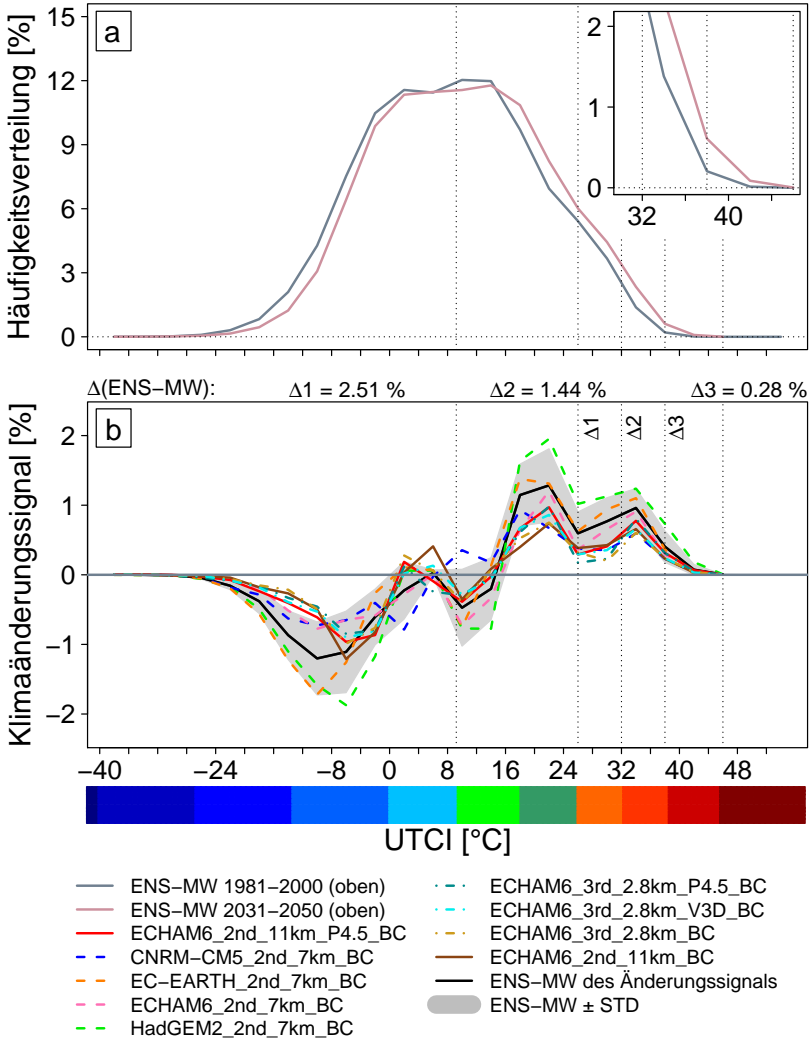 Häufigkeitsverteilung [%]
15
12
9
6
3
0
a
2
1
0
32
40
Δ(ENS−MW):
Δ1 = 2.51 %
Δ2 = 1.44 %
Δ3 = 0.28 %
Klimaänderungssignal [%]
2
1
0
−1
−2
b
Δ1
Δ2
Δ3
−40
−24
−8
0
8
16
24
32
40
48
UTCI [°C]
ENS−MW 1981−2000 (oben)
ENS−MW 2031−2050 (oben)
ECHAM6_2nd_11km_P4.5_BC
CNRM−CM5_2nd_7km_BC
EC−EARTH_2nd_7km_BC
ECHAM6_2nd_7km_BC
HadGEM2_2nd_7km_BC
ECHAM6_3rd_2.8km_P4.5_BC
ECHAM6_3rd_2.8km_V3D_BC
ECHAM6_3rd_2.8km_BC
ECHAM6_2nd_11km_BC
ENS−MW des Änderungssignals
ENS−MW ± STD